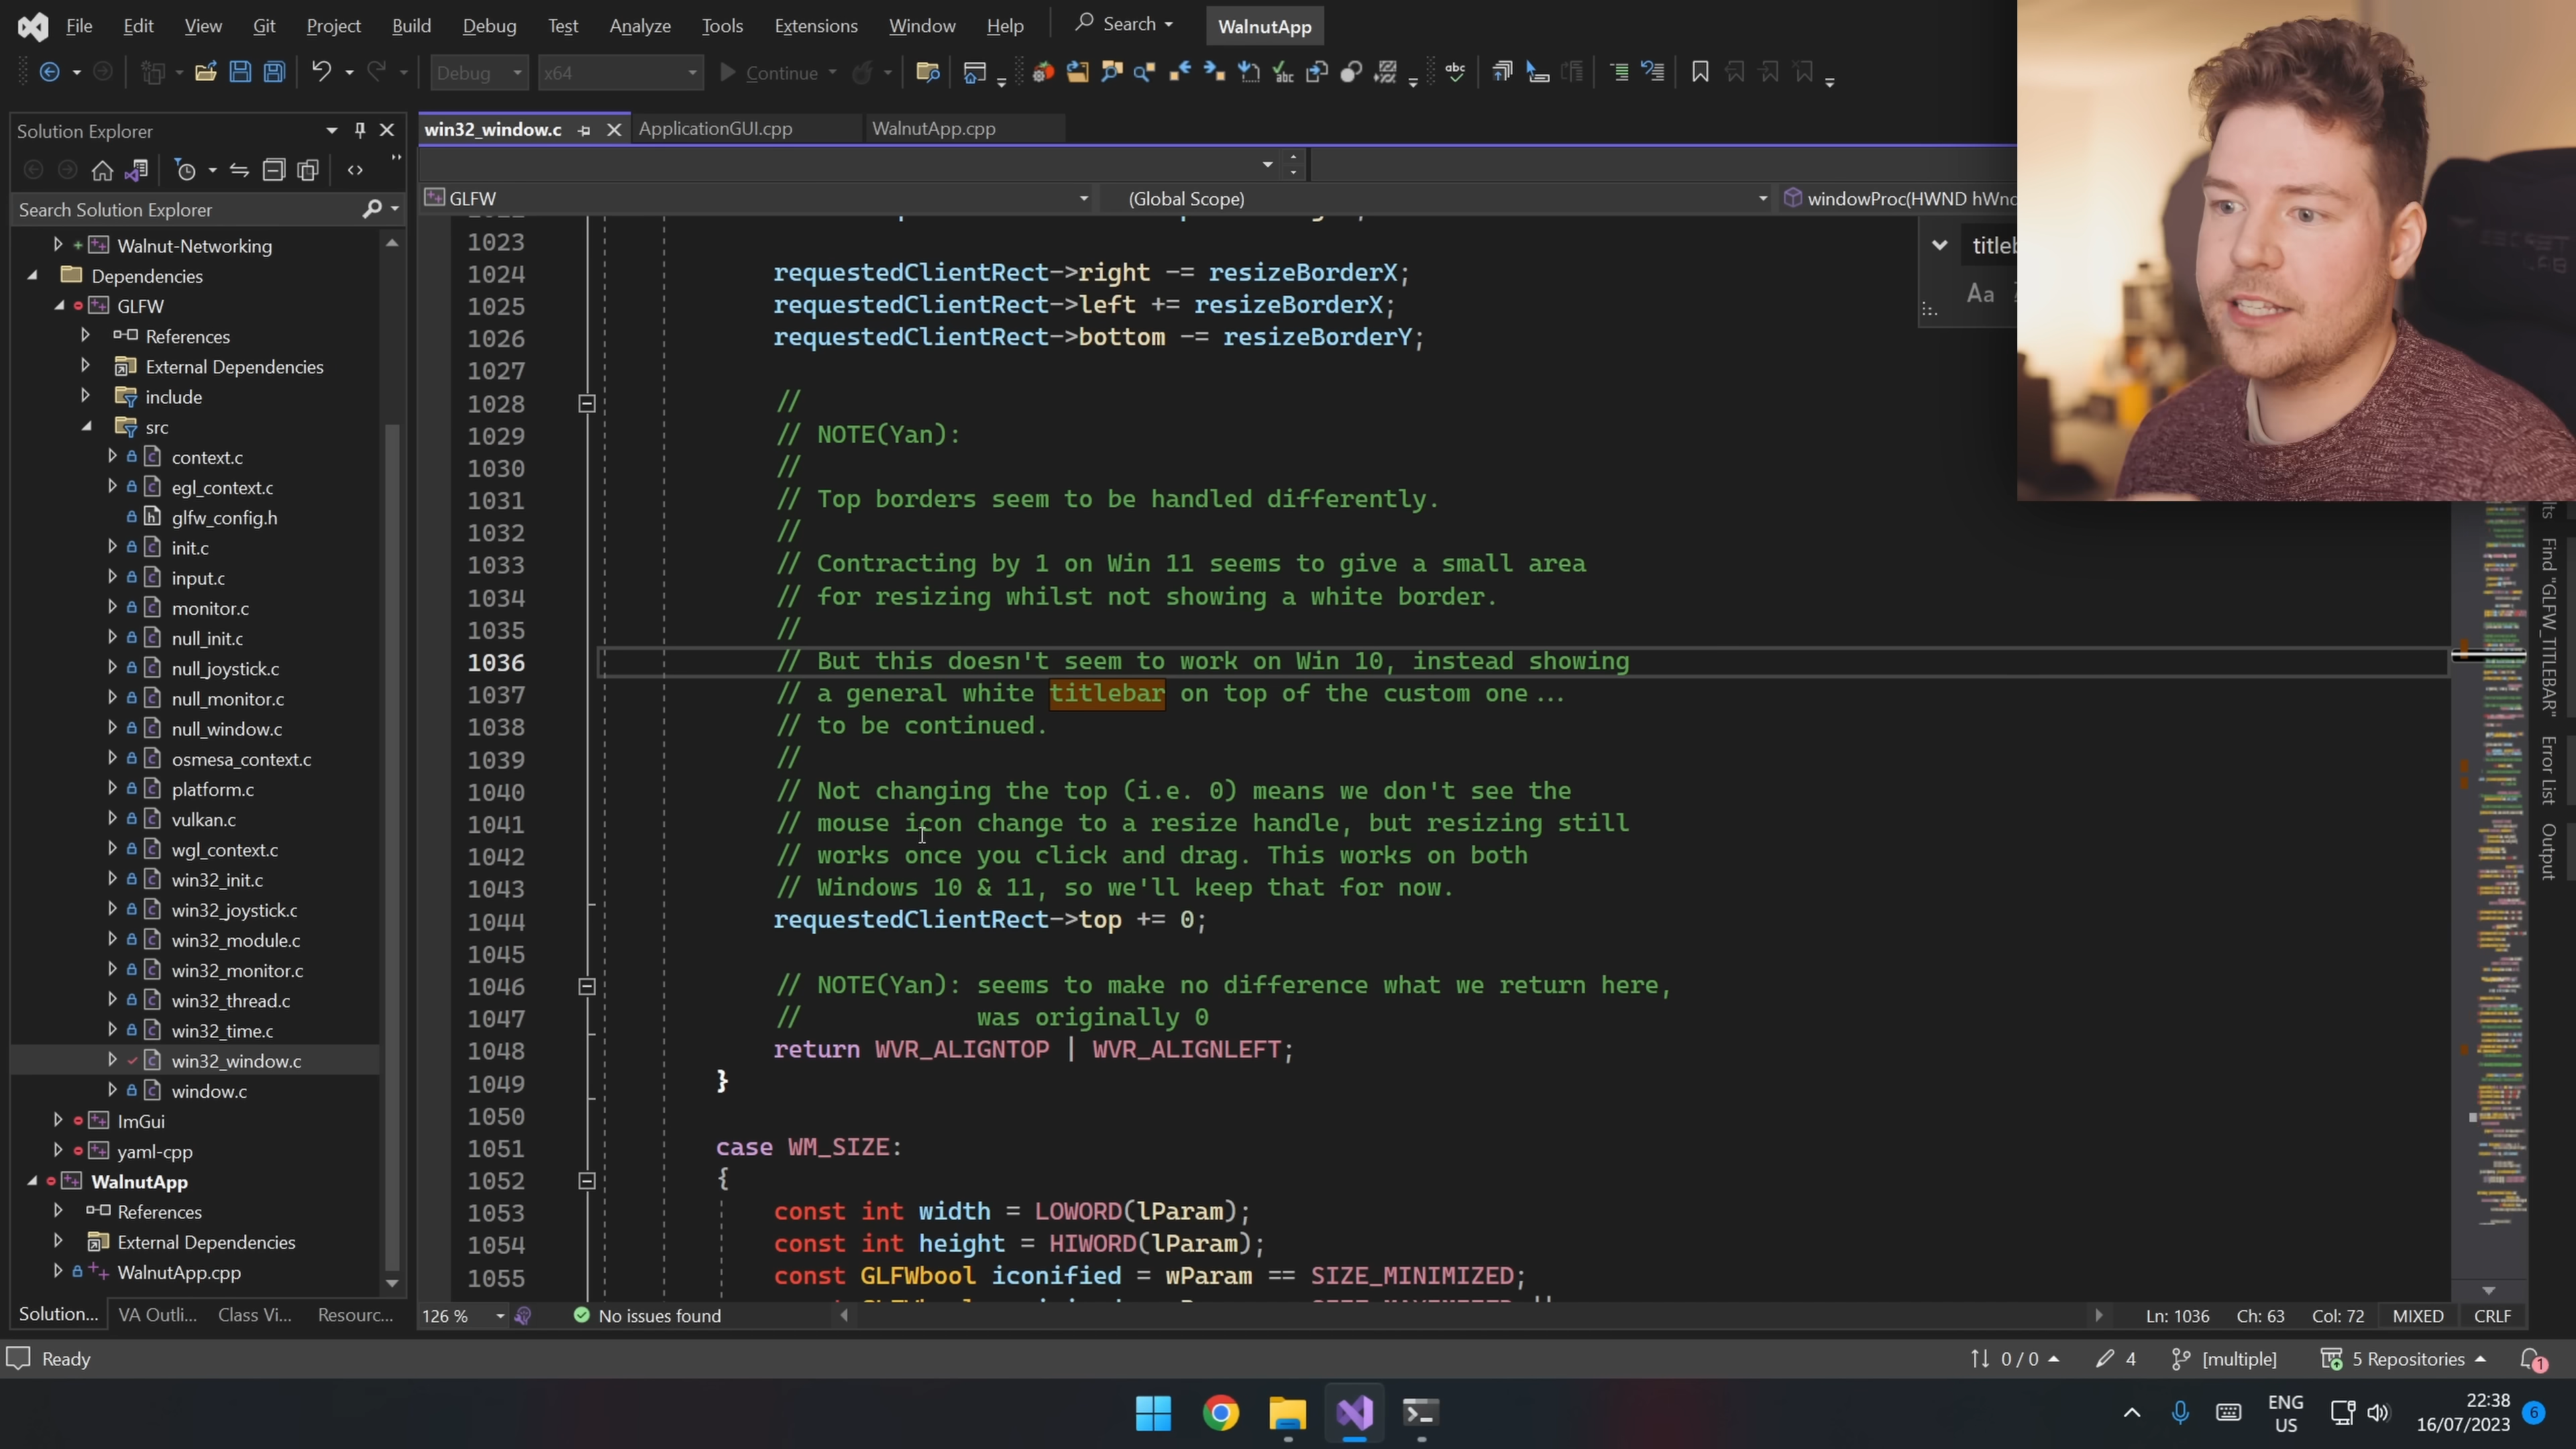 File Edit View Git Project Build Debug Test Analyze Tools Extensions Window Help Search WalnutApp
Debug x64 Continue
Solution Explorer
win32_window.c ApplicationGUI.cpp WalnutApp.cpp
Search Solution Explorer
GLFW (Global Scope) windowProc(HWND hWnd
Walnut-Networking
Dependencies
GLFW
References
External Dependencies
include
src
context.c
egl_context.c
glfw_config.h
init.c
input.c
monitor.c
null_init.c
null_joystick.c
null_monitor.c
null_window.c
osmesa_context.c
platform.c
vulkan.c
wgl_context.c
win32_init.c
win32_joystick.c
win32_module.c
win32_monitor.c
win32_thread.c
win32_time.c
win32_window.c
window.c
ImGui
yaml-cpp
WalnutApp
References
External Dependencies
WalnutApp.cpp
Solution... VA Outli... Class Vi... Resourc...
1023
1024 requestedClientRect->right -= resizeBorderX;
1025 requestedClientRect->left += resizeBorderX;
1026 requestedClientRect->bottom -= resizeBorderY;
1027
1028 //
1029 // NOTE(Yan):
1030 //
1031 // Top borders seem to be handled differently.
1032 //
1033 // Contracting by 1 on Win 11 seems to give a small area
1034 // for resizing whilst not showing a white border.
1035 //
1036 // But this doesn't seem to work on Win 10, instead showing
1037 // a general white titlebar on top of the custom one...
1038 // to be continued.
1039 //
1040 // Not changing the top (i.e. 0) means we don't see the
1041 // mouse icon change to a resize handle, but resizing still
1042 // works once you click and drag. This works on both
1043 // Windows 10 & 11, so we'll keep that for now.
1044 requestedClientRect->top += 0;
1045
1046 // NOTE(Yan): seems to make no difference what we return here,
1047 // was originally 0
1048 return WVR_ALIGNTOP | WVR_ALIGNLEFT;
1049 }
1050
1051 case WM_SIZE:
1052 {
1053 const int width = LOWORD(lParam);
1054 const int height = HIWORD(lParam);
1055 const GLFWbool iconified = wParam == SIZE_MINIMIZED;
titleb
Aa
Find "GLFW_TITLEBAR"
Error List
Output
126 % No issues found Ln: 1036 Ch: 63 Col: 72 MIXED CRLF
Ready 0 / 0 4 [multiple] 5 Repositories 1
ENG
US
22:38
16/07/2023
6